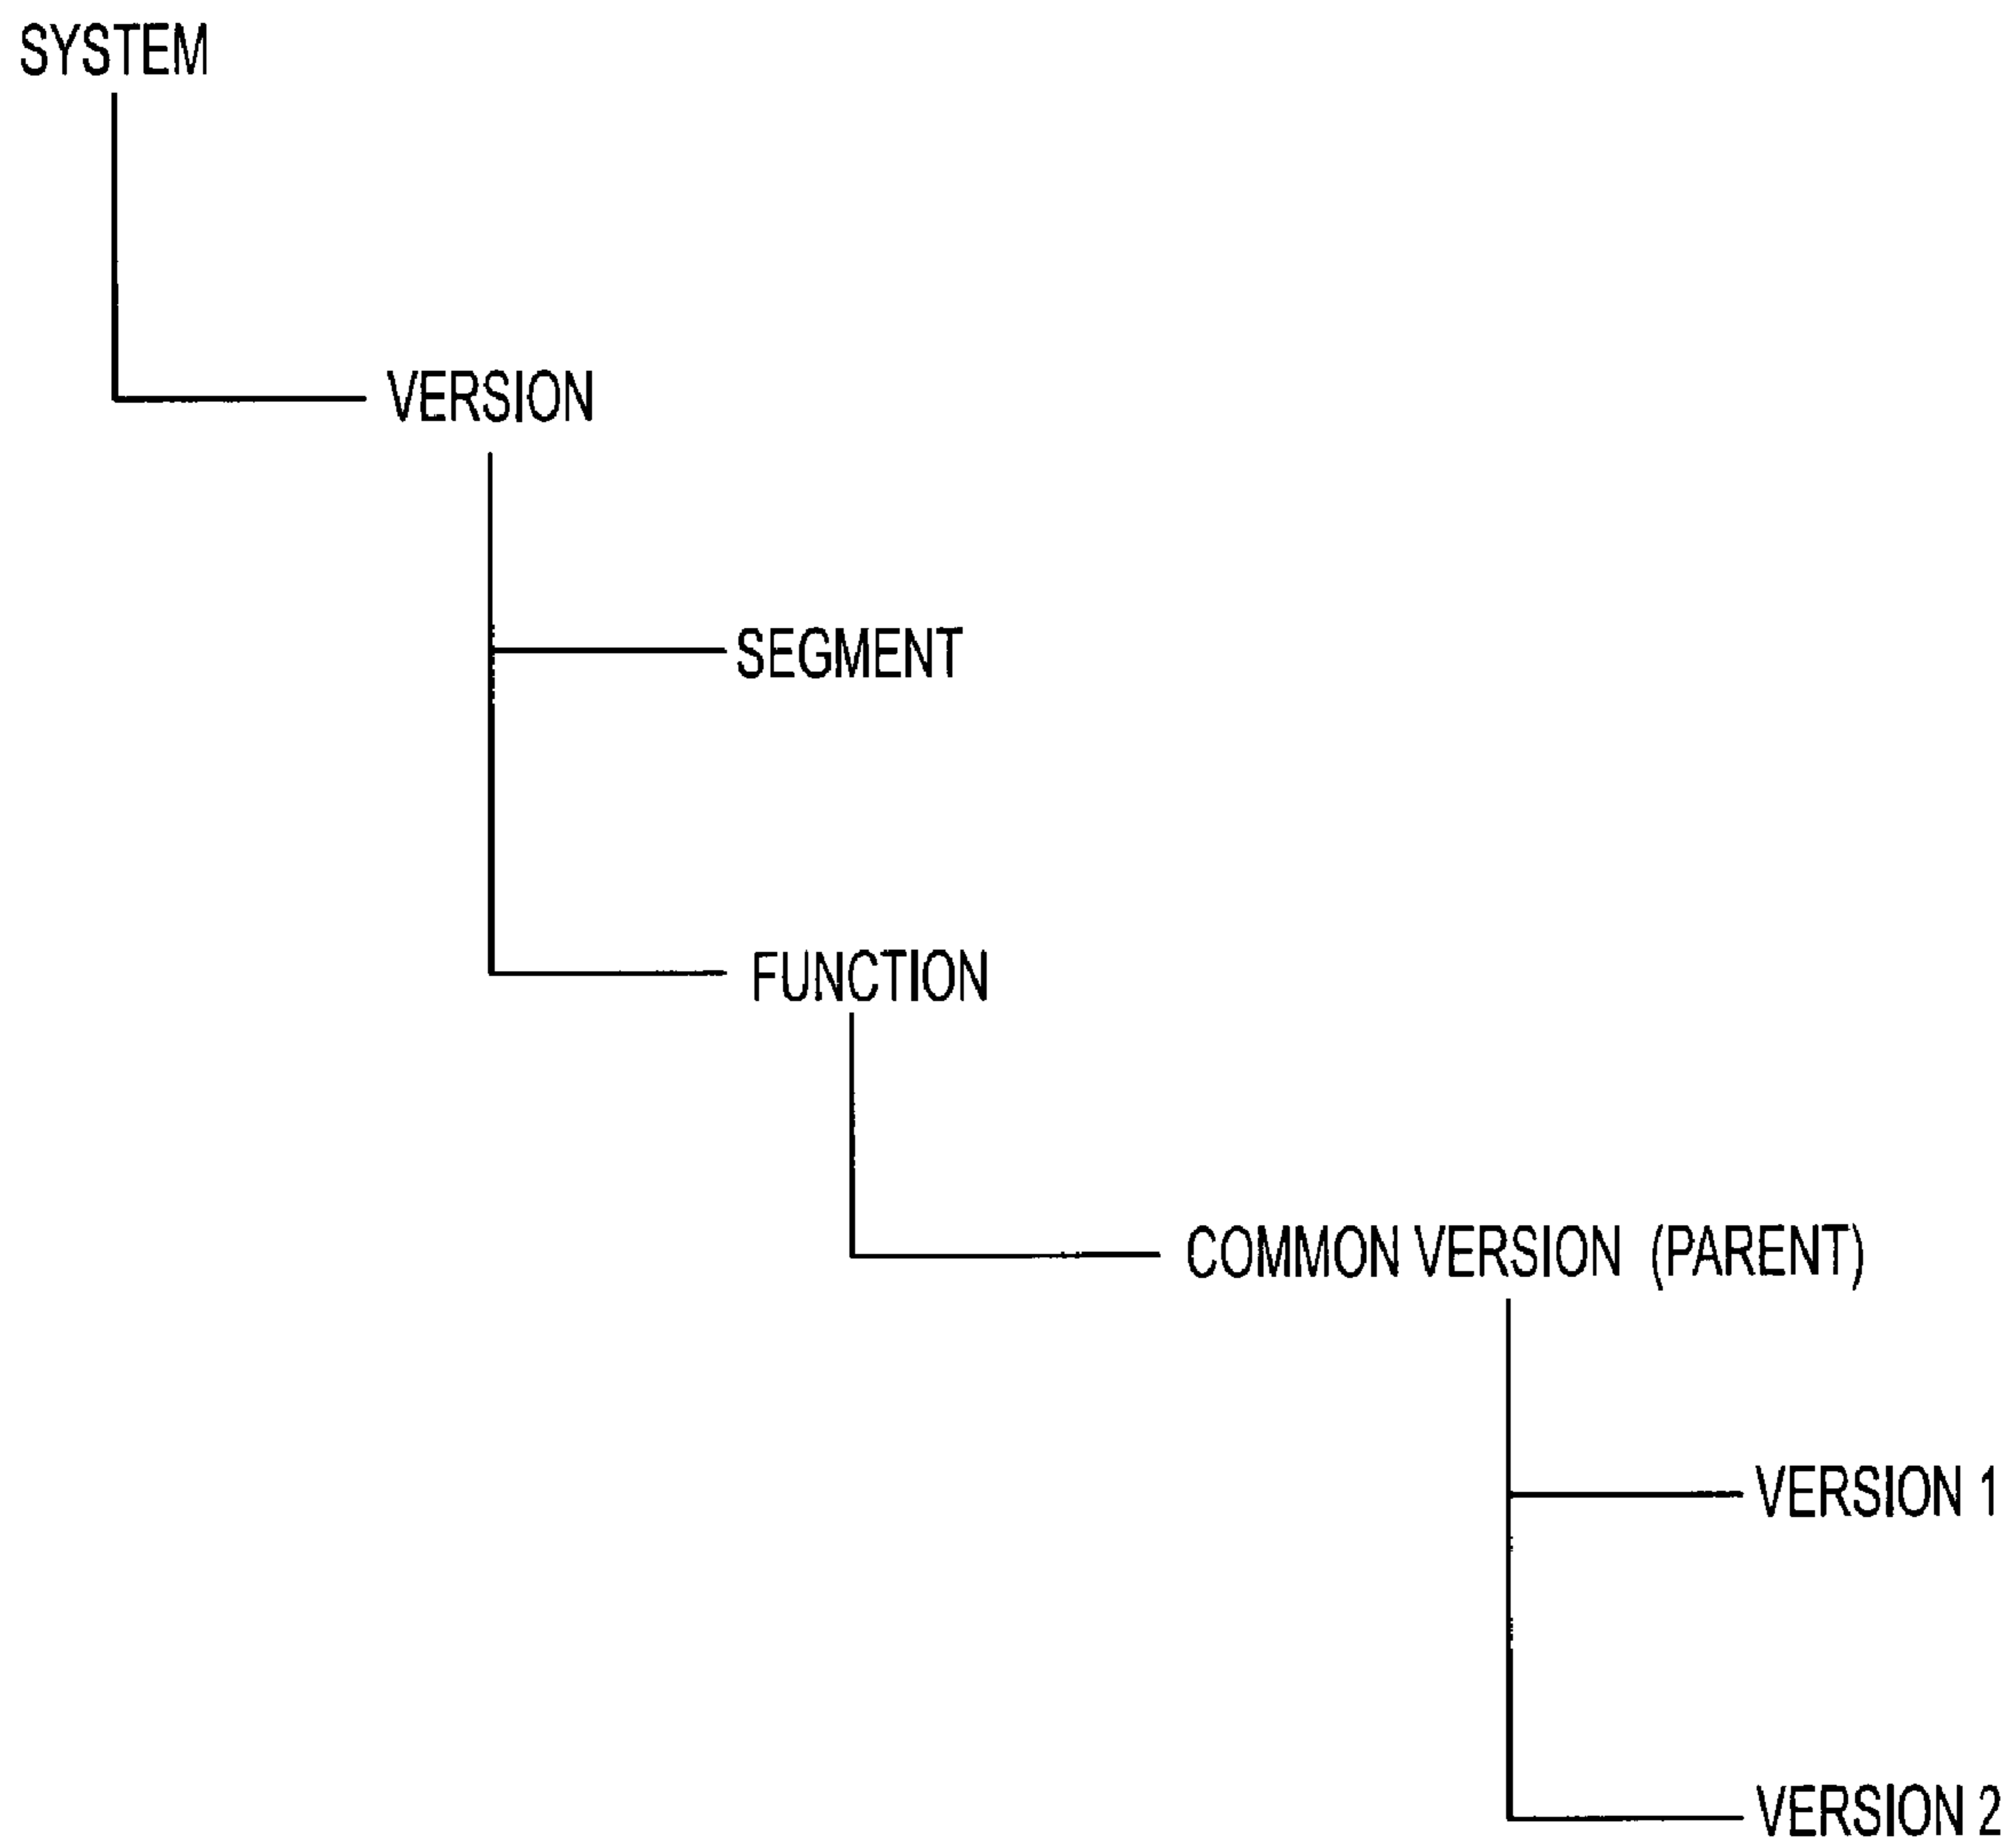 SYSTEM
VERSION
SEGMENT
FUNCTION
COMMON VERSION (PARENT)
VERSION 1
VERSION 2